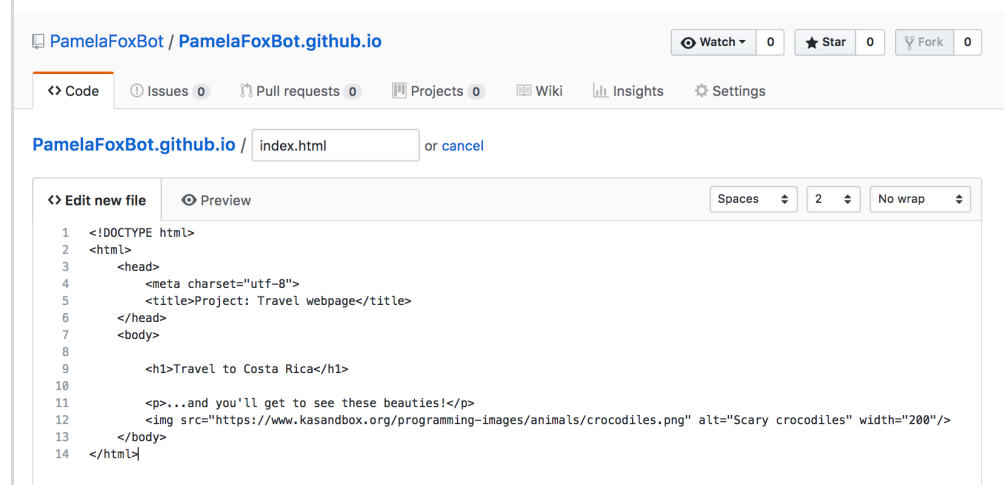 PamelaFoxBot / PamelaFoxBot.github.io
Watch 0 Star 0 Fork 0
Code Issues 0 Pull requests 0 Projects 0 Wiki Insights Settings
PamelaFoxBot.github.io / index.html or cancel
Edit new file Preview Spaces 2 No wrap
1 <!DOCTYPE html>
2 <html>
3     <head>
4         <meta charset="utf-8">
5         <title>Project: Travel webpage</title>
6     </head>
7     <body>
8
9         <h1>Travel to Costa Rica</h1>
10
11         <p>...and you'll get to see these beauties!</p>
12         <img src="https://www.kasandbox.org/programming-images/animals/crocodiles.png" alt="Scary crocodiles" width="200"/>
13     </body>
14 </html>